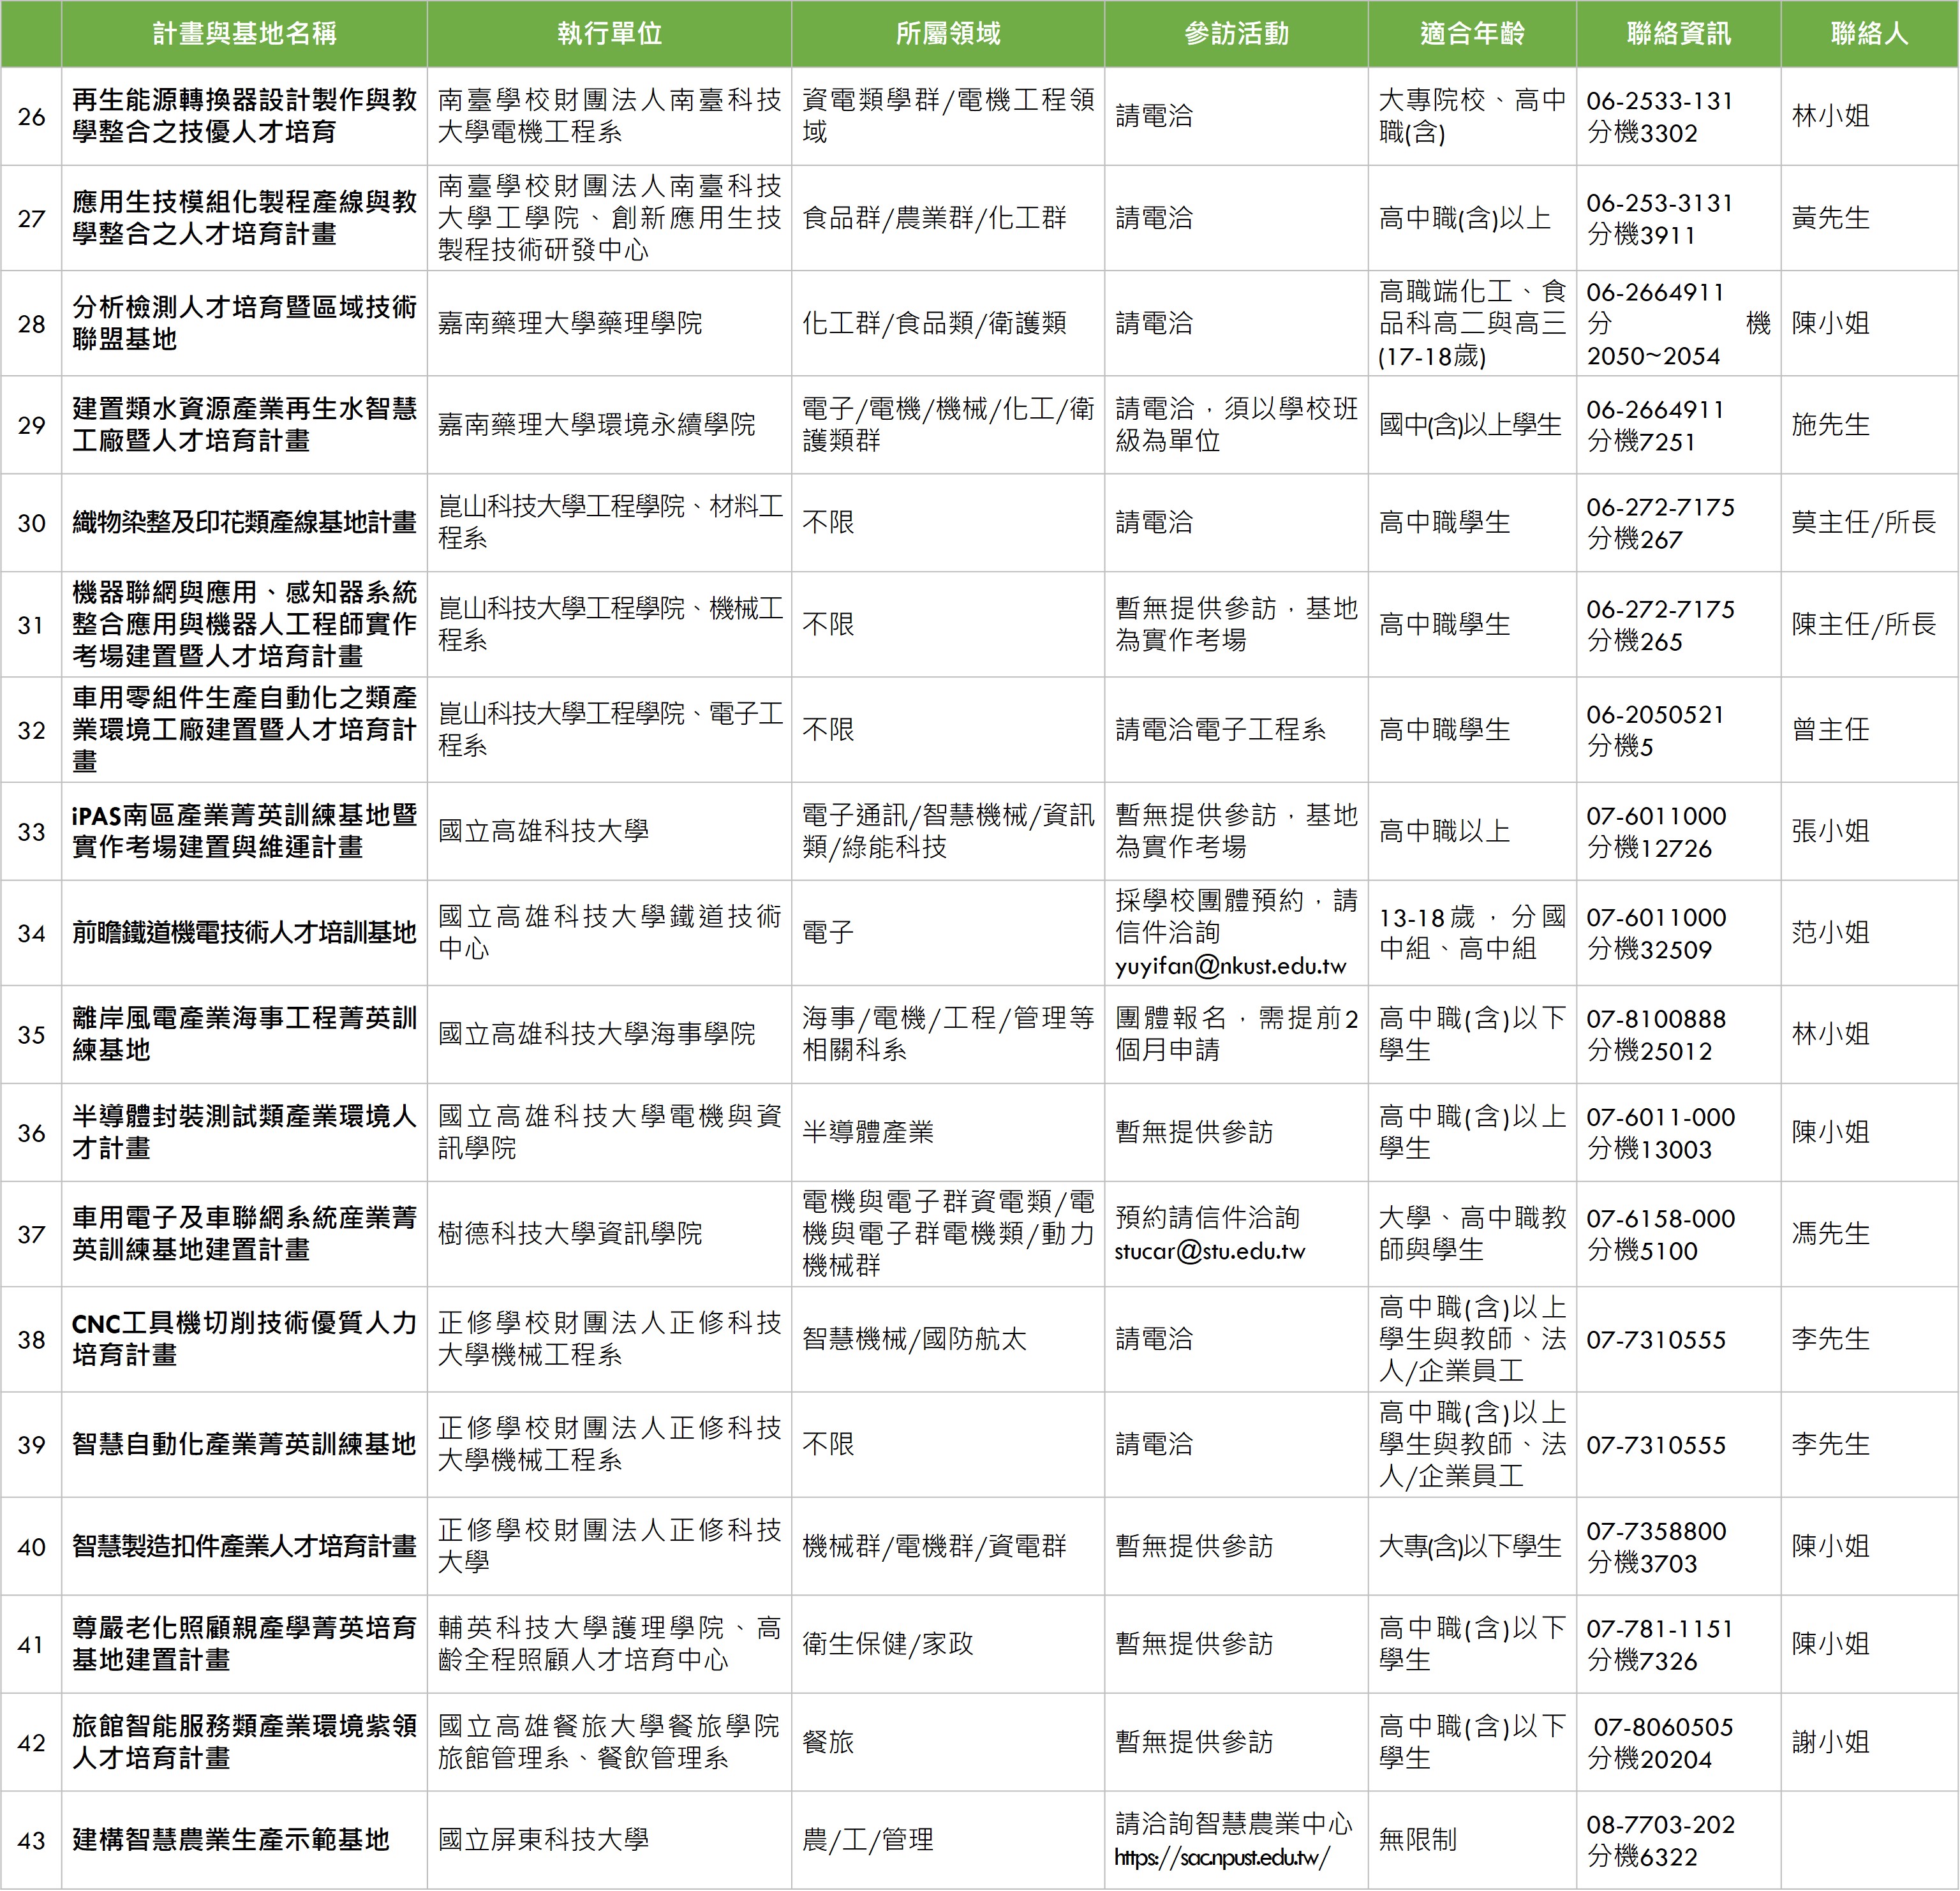 計畫與基地名稱 執行單位 所屬領域 參訪活動 適合年齡 聯絡資訊 聯絡人
26
再生能源轉換器設計製作與教
學整合之技優人才培育
南臺學校財團法人南臺科技
大學電機工程系
資電類學群/電機工程領
域
請電洽
大專院校、高中
職(含)
06-2533-131
分機3302
林小姐
27
應用生技模組化製程產線與教
學整合之人才培育計畫
南臺學校財團法人南臺科技
大學工學院、創新應用生技
製程技術研發中心
食品群/農業群/化工群
請電洽
高中職(含)以上
06-253-3131
分機3911
黃先生
28
分析檢測人才培育暨區域技術
聯盟基地
嘉南藥理大學藥理學院
化工群/食品類/衛護類
請電洽
高職端化工、食
品科高二與高三
(17-18歲)
06-2664911
分 機
2050~2054
陳小姐
29
建置類水資源產業再生水智慧
工廠暨人才培育計畫
嘉南藥理大學環境永續學院
電子/電機/機械/化工/衛
護類群
請電洽，須以學校班
級為單位
國中(含)以上學生
06-2664911
分機7251
施先生
30
織物染整及印花類產線基地計畫
崑山科技大學工程學院、材料工
程系
不限
請電洽
高中職學生
06-272-7175
分機267
莫主任/所長
31
機器聯網與應用、感知器系統
整合應用與機器人工程師實作
考場建置暨人才培育計畫
崑山科技大學工程學院、機械工
程系
不限
暫無提供參訪，基地
為實作考場
高中職學生
06-272-7175
分機265
陳主任/所長
32
車用零組件生產自動化之類產
業環境工廠建置暨人才培育計
畫
崑山科技大學工程學院、電子工
程系
不限
請電洽電子工程系
高中職學生
06-2050521
分機5
曾主任
33
iPAS南區產業菁英訓練基地暨
實作考場建置與維運計畫
國立高雄科技大學
電子通訊/智慧機械/資訊
類/綠能科技
暫無提供參訪，基地
為實作考場
高中職以上
07-6011000
分機12726
張小姐
34
前瞻鐵道機電技術人才培訓基地
國立高雄科技大學鐵道技術
中心
電子
採學校團體預約，請
信件洽詢
yuyifan@nkust.edu.tw
13-18歲，分國
中組、高中組
07-6011000
分機32509
范小姐
35
離岸風電產業海事工程菁英訓
練基地
國立高雄科技大學海事學院
海事/電機/工程/管理等
相關科系
團體報名，需提前2
個月申請
高中職(含)以下
學生
07-8100888
分機25012
林小姐
36
半導體封裝測試類產業環境人
才計畫
國立高雄科技大學電機與資
訊學院
半導體產業
暫無提供參訪
高中職(含)以上
學生
07-6011-000
分機13003
陳小姐
37
車用電子及車聯網系統産業菁
英訓練基地建置計畫
樹德科技大學資訊學院
電機與電子群資電類/電
機與電子群電機類/動力
機械群
預約請信件洽詢
stucar@stu.edu.tw
大學、高中職教
師與學生
07-6158-000
分機5100
馮先生
38
CNC工具機切削技術優質人力
培育計畫
正修學校財團法人正修科技
大學機械工程系
智慧機械/國防航太
請電洽
高中職(含)以上
學生與教師、法
人/企業員工
07-7310555
李先生
39
智慧自動化產業菁英訓練基地
正修學校財團法人正修科技
大學機械工程系
不限
請電洽
高中職(含)以上
學生與教師、法
人/企業員工
07-7310555
李先生
40
智慧製造扣件產業人才培育計畫
正修學校財團法人正修科技
大學
機械群/電機群/資電群
暫無提供參訪
大專(含)以下學生
07-7358800
分機3703
陳小姐
41
尊嚴老化照顧親產學菁英培育
基地建置計畫
輔英科技大學護理學院、高
齡全程照顧人才培育中心
衛生保健/家政
暫無提供參訪
高中職(含)以下
學生
07-781-1151
分機7326
陳小姐
42
旅館智能服務類產業環境紫領
人才培育計畫
國立高雄餐旅大學餐旅學院
旅館管理系、餐飲管理系
餐旅
暫無提供參訪
高中職(含)以下
學生
07-8060505
分機20204
謝小姐
43
建構智慧農業生產示範基地
國立屏東科技大學
農/工/管理
請洽詢智慧農業中心
https://sac.npust.edu.tw/
無限制
08-7703-202
分機6322